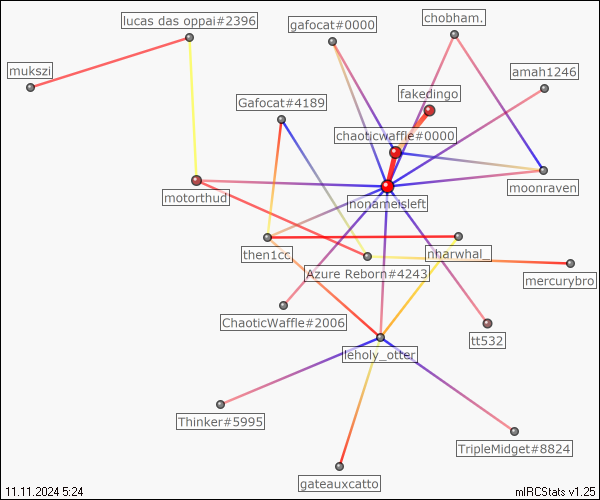 lucas das oppai#2396
gafocat#0000
chobham.
mukszi
amah1246
fakedingo
Gafocat#4189
chaoticwaffle#0000
moonraven
motorthud
nonameisleft
then1cc
nharwhal_
Azure Reborn#4243
mercurybro
ChaoticWaffle#2006
tt532
leholy_otter
Thinker#5995
TripleMidget#8824
gateauxcatto
11.11.2024 5:24
mIRCStats v1.25